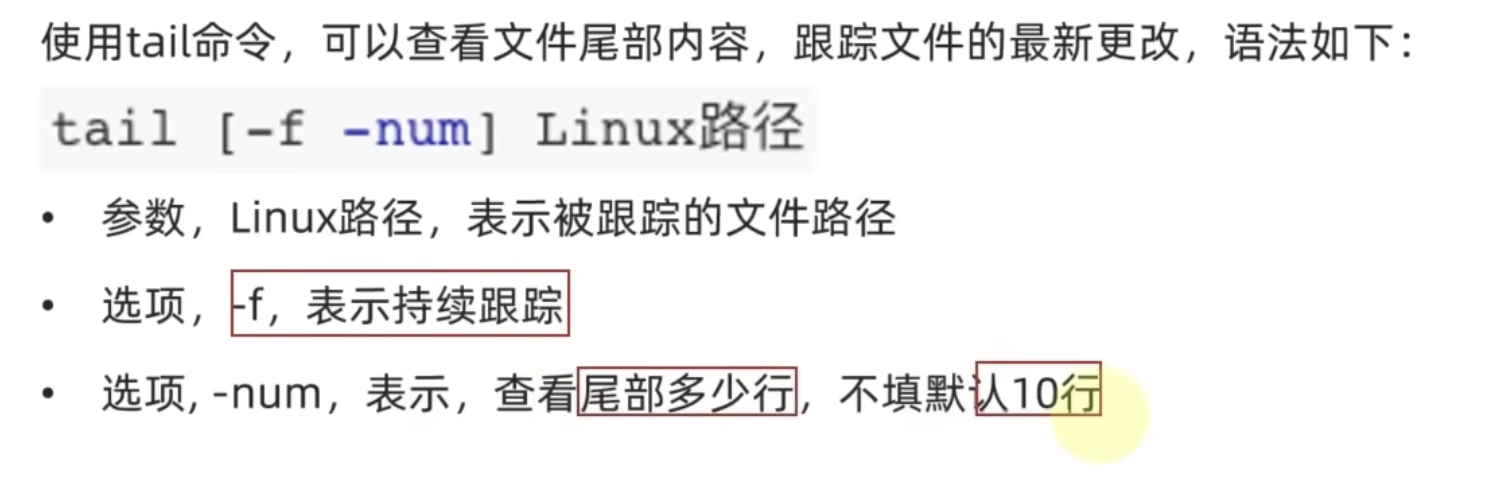 使用tail命令，可以查看文件尾部内容，跟踪文件的最新更改，语法如下：
tail [-f -num] Linux路径
• 参数，Linux路径，表示被跟踪的文件路径
• 选项，-f，表示持续跟踪
• 选项, -num，表示，查看尾部多少行，不填默认10行